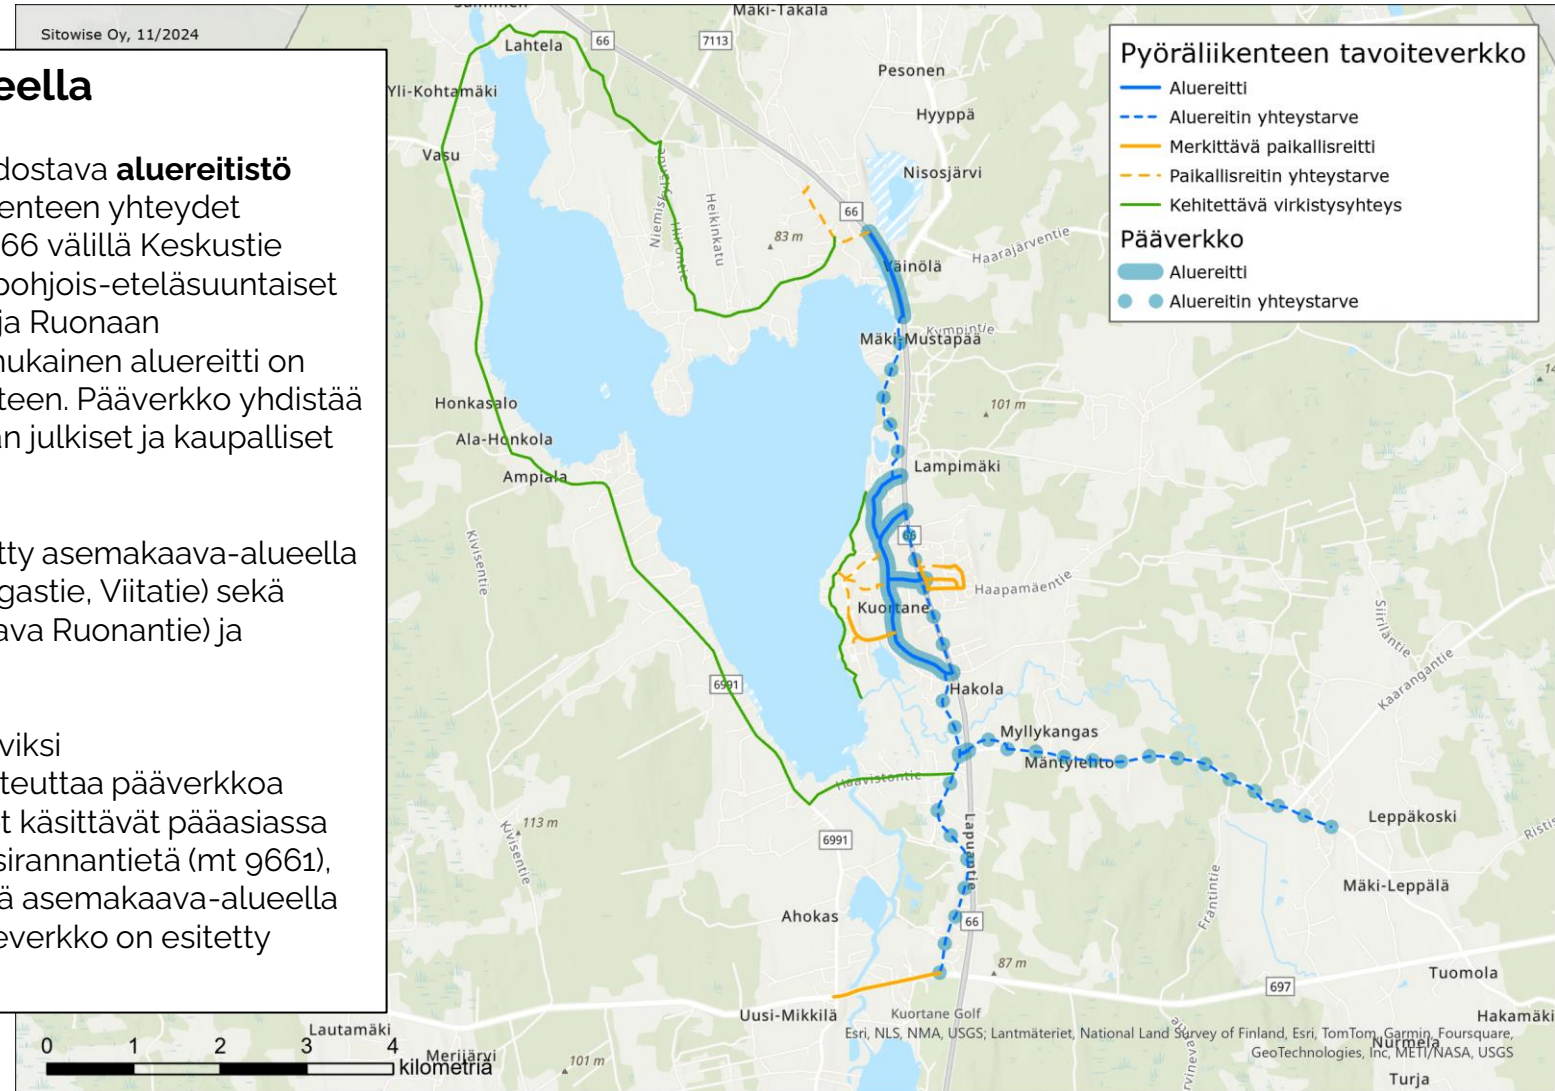 Sitowise Oy, 11/2024
eella
dostava aluereitistö
enteen yhteydet
66 välillä Keskustie
pohjois-eteläsuuntaiset
ja Ruonaan
mukainen aluereitti on
teen. Pääverkko yhdistää
än julkiset ja kaupalliset
tty asemakaava-alueella
gastie, Viitatie) sekä
ava Ruonantie) ja
viksi
teuttaa pääverkkoa
t käsittävät pääasiassa
sirannantietä (mt 9661),
ä asemakaava-alueella
everkko on esitetty
Pyöräliikenteen tavoiteverkko
Aluereitti
Aluereitin yhteystarve
Merkittävä paikallisreitti
Paikallisreitin yhteystarve
Kehitettävä virkistysyhteys
Pääverkko
Aluereitti
Aluereitin yhteystarve
Mäki-Takala
Lahtela
66
7113
Pesonen
Yli-Kohtamäki
Hyyppä
Vasu
Nisosjärvi
Niemiskyläntie
Hiirontie
Heikinkatu
66
83 m
Haarajärventie
Väinölä
Kympintie
Mäki-Mustapää
Honkasalo
101 m
Ala-Honkola
Lampimäki
Ampiala
Kivisentie
66
Haapamäentie
Kuortane
Siiriläntie
Kaarangantie
6991
Hakola
Myllykangas
Mäntylehto
Haavistontie
Kivisentie
113 m
6991
Lapuantie
Leppäkoski
Mäki-Leppälä
Fräntintie
Ahokas
66
87 m
Tuomola
697
Uusi-Mikkilä
Kuortane Golf
Hakamäki
Lautamäki
Nurmela
Merijärvi
101 m
Turja
0 1 2 3 4
kilometriä
Esri, NLS, NMA, USGS; Lantmäteriet, National Land Survey of Finland, Esri, TomTom, Garmin, Foursquare,
GeoTechnologies, Inc, METI/NASA, USGS